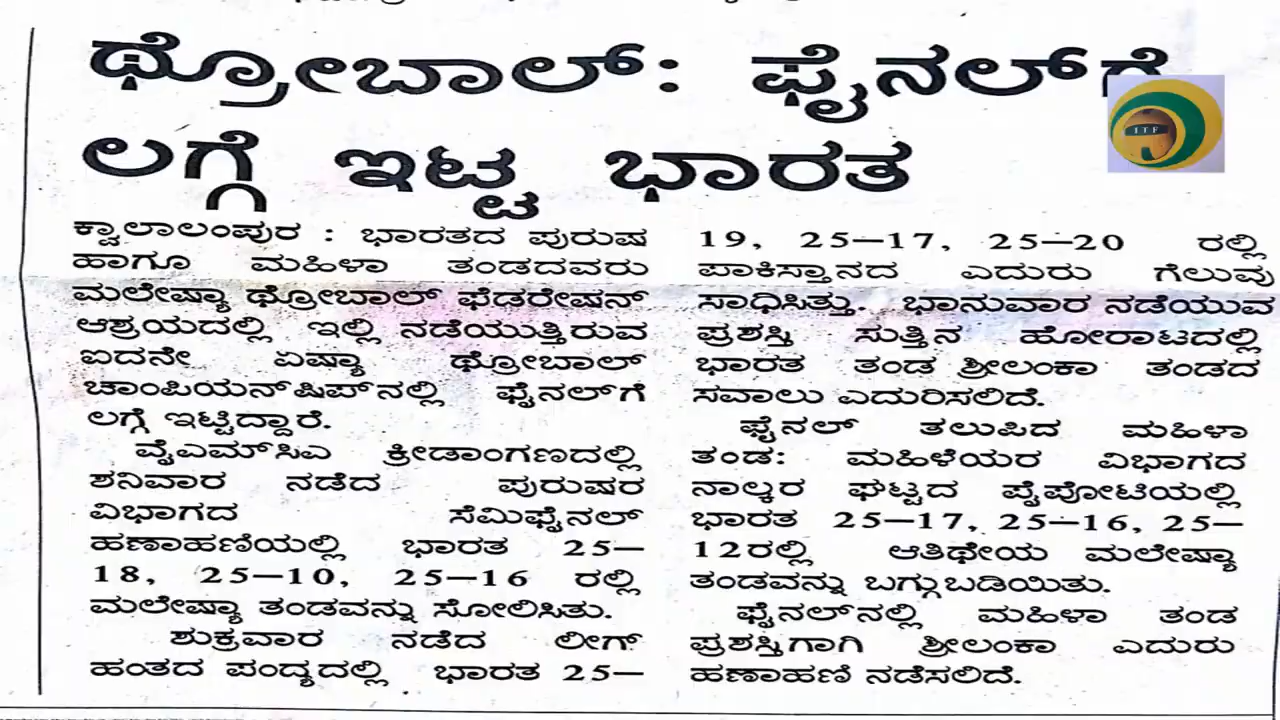 ಥ್ರೋಬಾಲ್: ಫೈನಲ್‌ಗೆ
ಲಗ್ಗೆ ಇಟ್ಟ ಭಾರತ
ITF
ಕ್ವಾಲಾಲಂಪುರ : ಭಾರತದ ಪುರುಷ
ಹಾಗೂ ಮಹಿಳಾ ತಂಡದವರು
ಮಲೇಷ್ಯಾ ಥ್ರೋಬಾಲ್ ಫೆಡರೇಷನ್
ಆಶ್ರಯದಲ್ಲಿ ಇಲ್ಲಿ ನಡೆಯುತ್ತಿರುವ
ಐದನೇ ಏಷ್ಯಾ ಥ್ರೋಬಾಲ್
ಚಾಂಪಿಯನ್‌ಷಿಪ್‌ನಲ್ಲಿ ಫೈನಲ್‌ಗೆ
ಲಗ್ಗೆ ಇಟ್ಟಿದ್ದಾರೆ.
ವೈಎಮ್‌ಸಿಎ ಕ್ರೀಡಾಂಗಣದಲ್ಲಿ
ಶನಿವಾರ ನಡೆದ ಪುರುಷರ
ವಿಭಾಗದ ಸೆಮಿಫೈನಲ್
ಹಣಾಹಣಿಯಲ್ಲಿ ಭಾರತ 25–
18, 25–10, 25–16 ರಲ್ಲಿ
ಮಲೇಷ್ಯಾ ತಂಡವನ್ನು ಸೋಲಿಸಿತು.
ಶುಕ್ರವಾರ ನಡೆದ ಲೀಗ್
ಹಂತದ ಪಂದ್ಯದಲ್ಲಿ ಭಾರತ 25–
19, 25–17, 25–20 ರಲ್ಲಿ
ಪಾಕಿಸ್ತಾನದ ಎದುರು ಗೆಲುವು
ಸಾಧಿಸಿತ್ತು. ಭಾನುವಾರ ನಡೆಯುವ
ಪ್ರಶಸ್ತಿ ಸುತ್ತಿನ ಹೋರಾಟದಲ್ಲಿ
ಭಾರತ ತಂಡ ಶ್ರೀಲಂಕಾ ತಂಡದ
ಸವಾಲು ಎದುರಿಸಲಿದೆ.
ಫೈನಲ್ ತಲುಪಿದ ಮಹಿಳಾ
ತಂಡ: ಮಹಿಳೆಯರ ವಿಭಾಗದ
ನಾಲ್ಕರ ಘಟ್ಟದ ಪೈಪೋಟಿಯಲ್ಲಿ
ಭಾರತ 25–17, 25–16, 25–
12ರಲ್ಲಿ ಆತಿಥೇಯ ಮಲೇಷ್ಯಾ
ತಂಡವನ್ನು ಬಗ್ಗುಬಡಿಯಿತು.
ಫೈನಲ್‌ನಲ್ಲಿ ಮಹಿಳಾ ತಂಡ
ಪ್ರಶಸ್ತಿಗಾಗಿ ಶ್ರೀಲಂಕಾ ಎದುರು
ಹಣಾಹಣಿ ನಡೆಸಲಿದೆ.